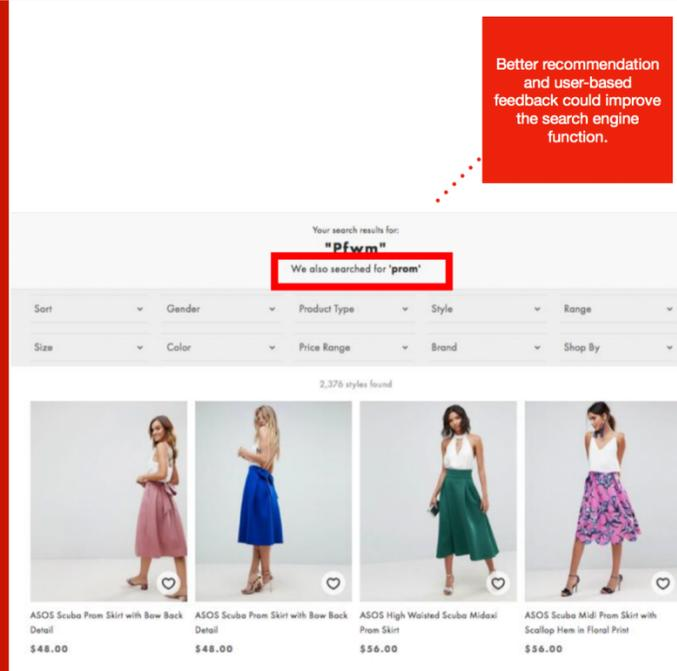 Better recommendation
and user-based
feedback could improve
the search engine
function.
Your search results for:
"Pfwm"
We also searched for 'prom'
Sort
Gender
Product Type
Style
Range
Size
Color
Price Range
Brand
Shop By
2,376 styles found
ASOS Scuba Prom Skirt with Bow Back
Detail
$48.00
ASOS Scuba Prom Skirt with Bow Back
Detail
$48.00
ASOS High Waisted Scuba Midaxi
Prom Skirt
$56.00
ASOS Scuba Midi Prom Skirt with
Scallop Hem in Floral Print
$56.00